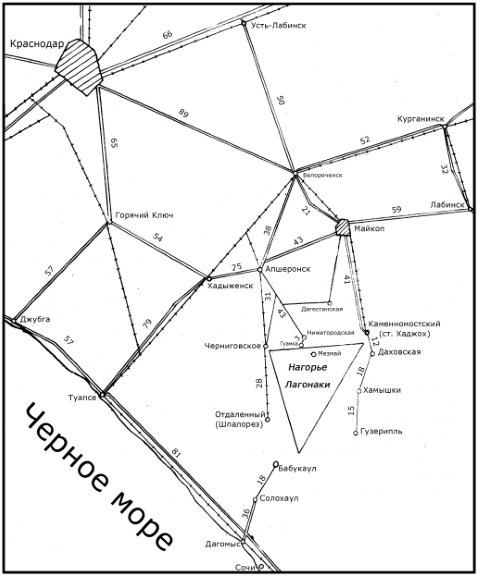 Краснодар
66
Усть-Лабинск
50
89
65
Курганинск
52
32
Белореченск
21
Лабинск
59
Майкоп
Горячий Ключ
38
43
54
57
25
Апшеронск
Хадыженск
41
31
43
Дагестанская
Джубга
57
79
Каменномостский
(ст. Хаджох)
Нижегородская
3
Гуамка
12
Черниговское
Мезмай
Даховская
Нагорье
Лагонаки
18
28
Хамышки
Туапсе
15
Отдаленный
(Шпалорез)
Гузерипль
Черное море
81
Бабукаул
18
Солохаул
36
Дагомыс
Сочи